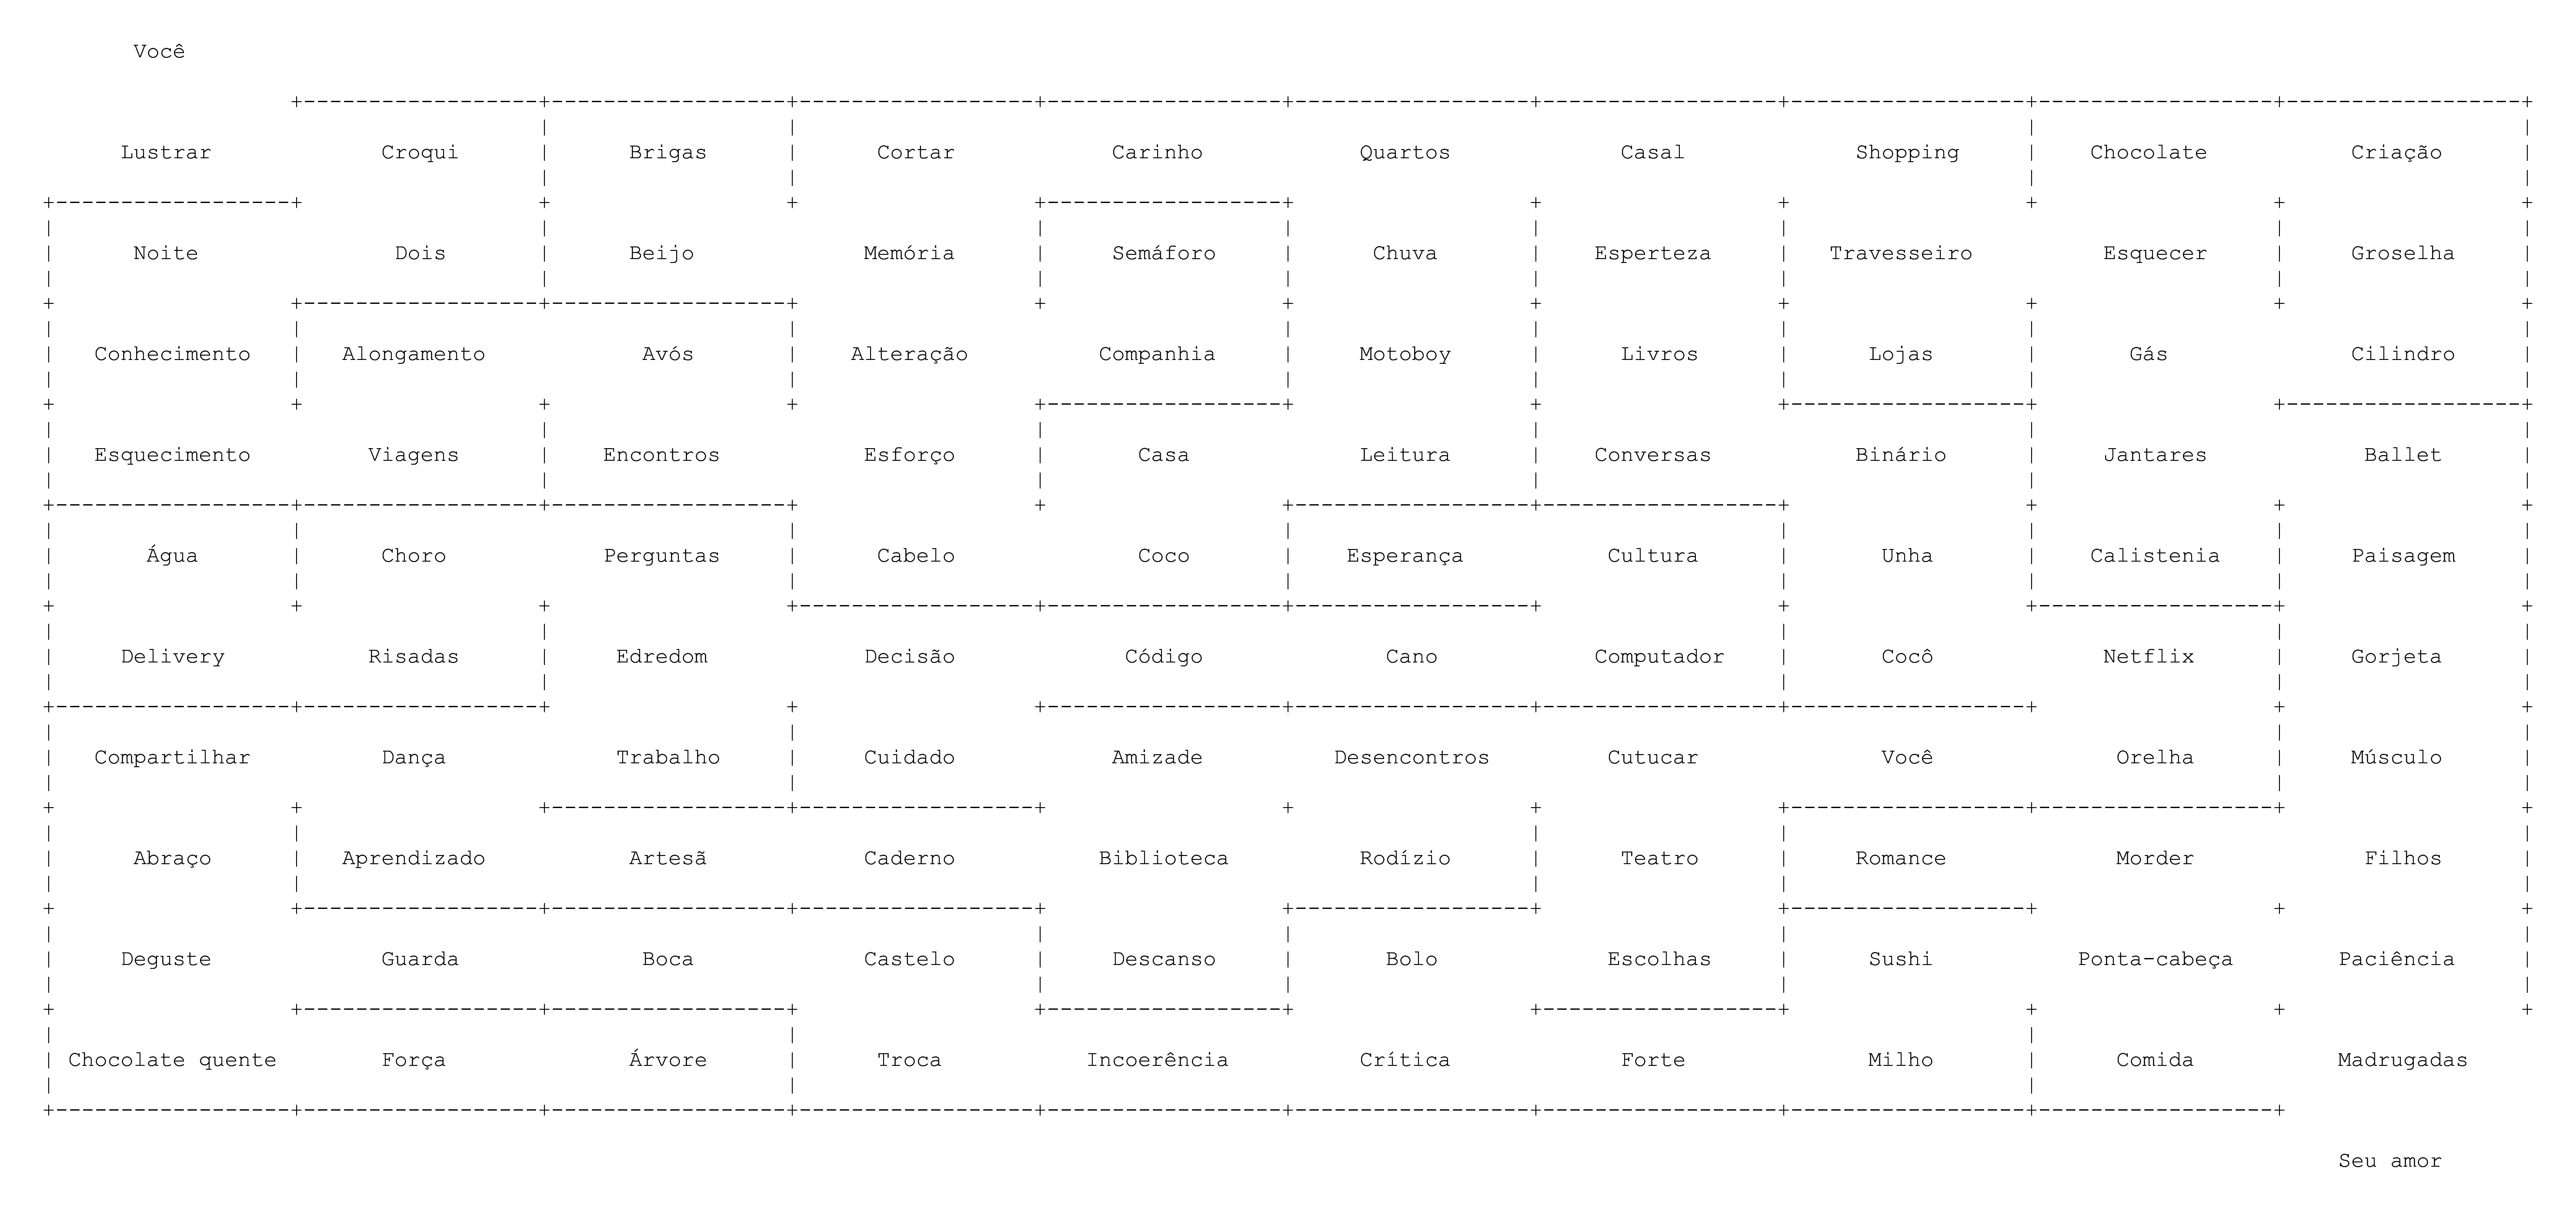 Você
Lustrar Croqui Brigas Cortar Carinho Quartos Casal Shopping Chocolate Criação
Noite Dois Beijo Memória Semáforo Chuva Esperteza Travesseiro Esquecer Groselha
Conhecimento Alongamento Avós Alteração Companhia Motoboy Livros Lojas Gás Cilindro
Esquecimento Viagens Encontros Esforço Casa Leitura Conversas Binário Jantares Ballet
Água Choro Perguntas Cabelo Coco Esperança Cultura Unha Calistenia Paisagem
Delivery Risadas Edredom Decisão Código Cano Computador Cocô Netflix Gorjeta
Compartilhar Dança Trabalho Cuidado Amizade Desencontros Cutucar Você Orelha Músculo
Abraço Aprendizado Artesã Caderno Biblioteca Rodízio Teatro Romance Morder Filhos
Deguste Guarda Boca Castelo Descanso Bolo Escolhas Sushi Ponta-cabeça Paciência
Chocolate quente Força Árvore Troca Incoerência Crítica Forte Milho Comida Madrugadas
Seu amor